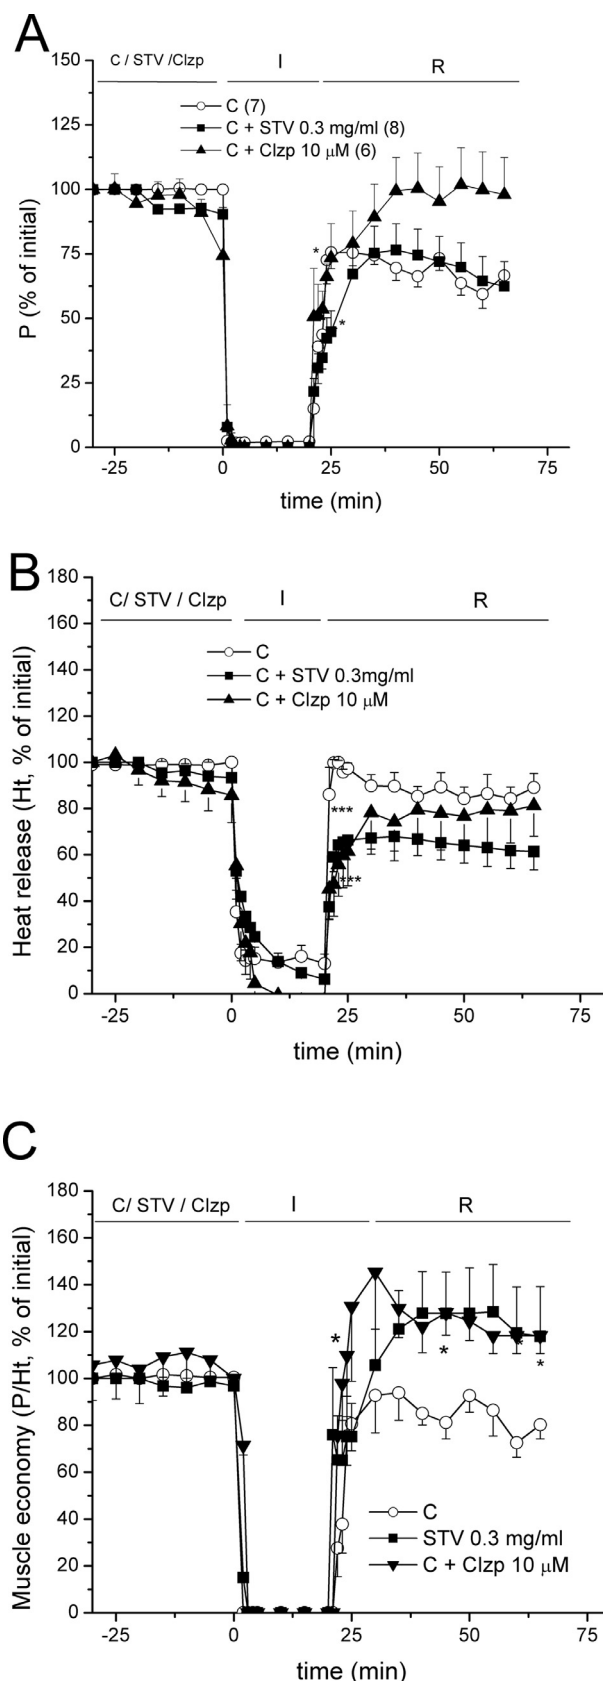 A
C / STV /Clzp
I
R
C (7)
C + STV 0.3 mg/ml (8)
C + Clzp 10 μM (6)
P (% of initial)
150
125
100
75
50
25
0
*
*
-25
0
25
50
75
time (min)
B
C/ STV / Clzp
I
R
C
C + STV 0.3mg/ml
C + Clzp 10 μM
Heat release (Ht, % of initial)
180
160
140
120
100
80
60
40
20
0
***
***
-25
0
25
50
75
time (min)
C
C/ STV / Clzp
I
R
Muscle economy (P/Ht, % of initial)
180
160
140
120
100
80
60
40
20
0
*
*
*
*
C
STV 0.3 mg/ml
C + Clzp 10 μM
-25
0
25
50
75
time (min)